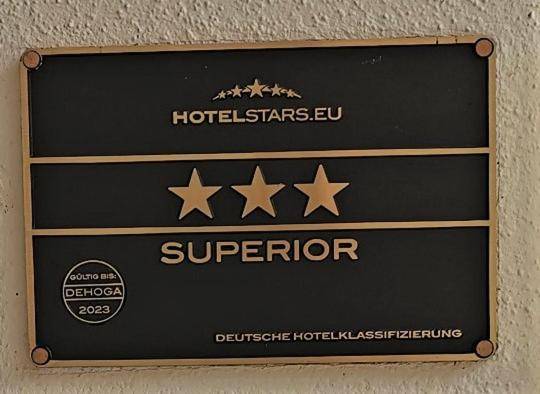 HOTELSTARS.EU
SUPERIOR
GÜLTIG BIS:
DEHOGA
2023
DEUTSCHE HOTELKLASSIFIZIERUNG